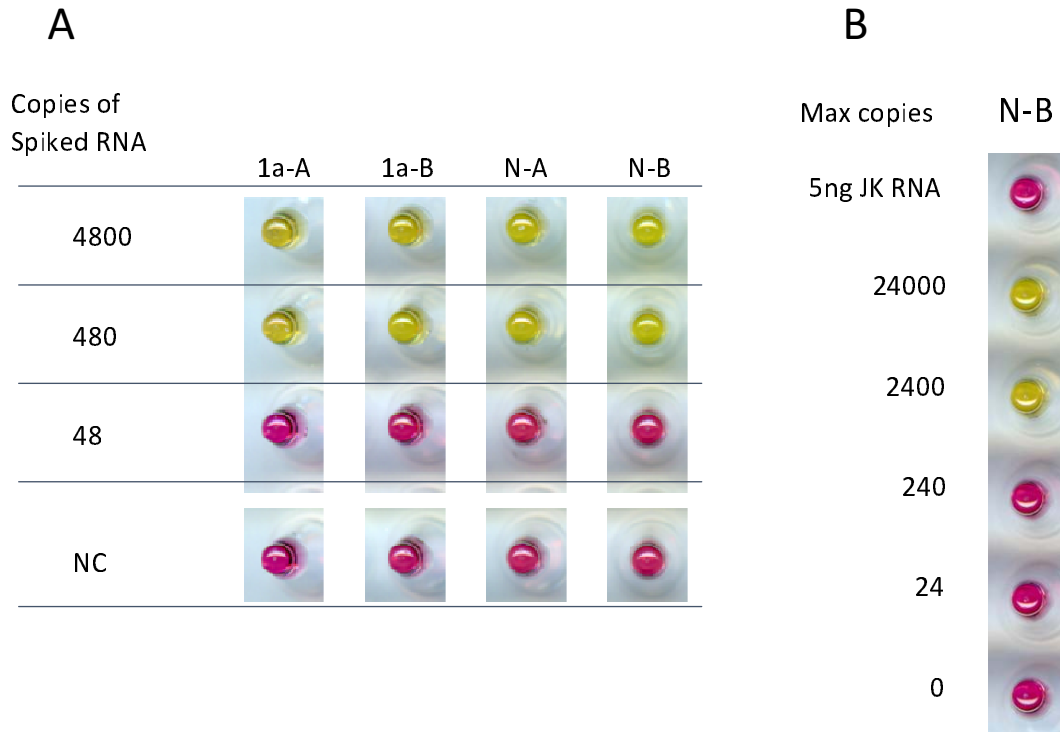 A
B
Copies of
Spiked RNA
1a-A 1a-B N-A N-B
4800
480
48
NC
Max copies N-B
5ng JK RNA
24000
2400
240
24
0